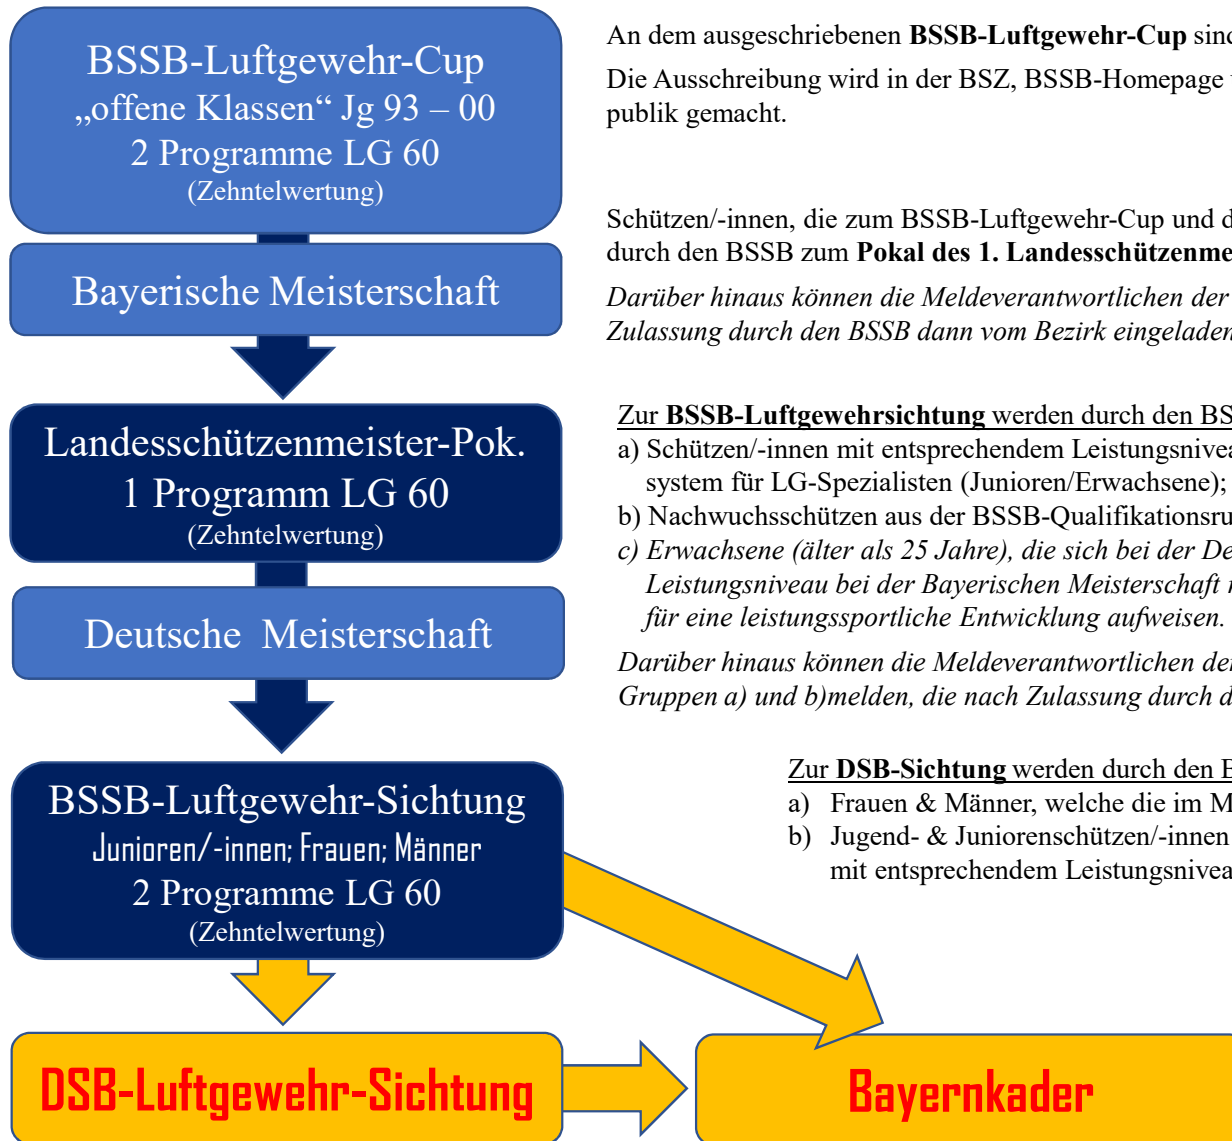 BSSB-Luftgewehr-Cup
„offene Klassen“ Jg 93 – 00
2 Programme LG 60
(Zehntelwertung)
Bayerische Meisterschaft
Landesschützenmeister-Pok.
1 Programm LG 60
(Zehntelwertung)
Deutsche Meisterschaft
BSSB-Luftgewehr-Sichtung
Junioren/-innen; Frauen; Männer
2 Programme LG 60
(Zehntelwertung)
DSB-Luftgewehr-Sichtung
Bayernkader
An dem ausgeschriebenen BSSB-Luftgewehr-Cup sind
Die Ausschreibung wird in der BSZ, BSSB-Homepage
publik gemacht.
Schützen/-innen, die zum BSSB-Luftgewehr-Cup und
durch den BSSB zum Pokal des 1. Landesschützenme
Darüber hinaus können die Meldeverantwortlichen der
Zulassung durch den BSSB dann vom Bezirk eingeladen
Zur BSSB-Luftgewehrsichtung werden durch den BS
a) Schützen/-innen mit entsprechendem Leistungsnivea
system für LG-Spezialisten (Junioren/Erwachsene);
b) Nachwuchsschützen aus der BSSB-Qualifikationsru
c) Erwachsene (älter als 25 Jahre), die sich bei der De
Leistungsniveau bei der Bayerischen Meisterschaft
für eine leistungssportliche Entwicklung aufweisen.
Darüber hinaus können die Meldeverantwortlichen der
Gruppen a) und b)melden, die nach Zulassung durch d
Zur DSB-Sichtung werden durch den B
a) Frauen & Männer, welche die im M
b) Jugend- & Juniorenschützen/-innen
mit entsprechendem Leistungsnivea